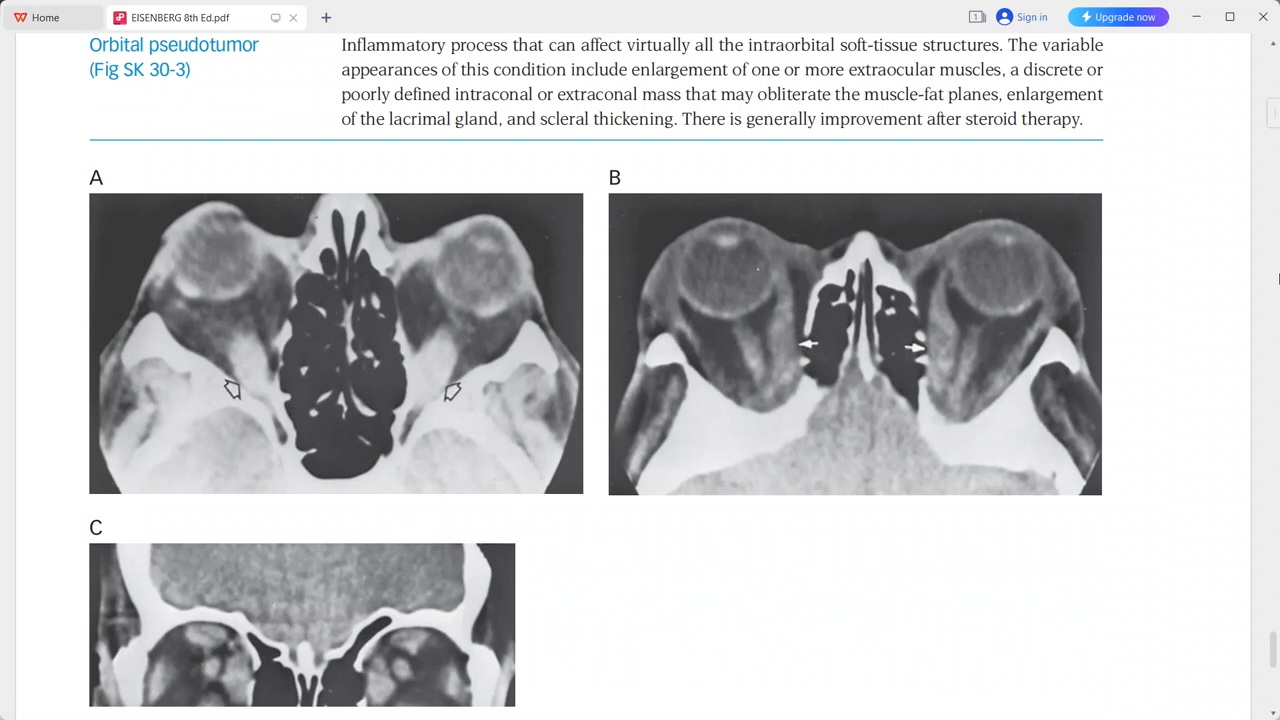 Home
EISENBERG 8th Ed.pdf
1
Sign in
Upgrade now
Orbital pseudotumor
(Fig SK 30-3)
Inflammatory process that can affect virtually all the intraorbital soft-tissue structures. The variable
appearances of this condition include enlargement of one or more extraocular muscles, a discrete or
poorly defined intraconal or extraconal mass that may obliterate the muscle-fat planes, enlargement
of the lacrimal gland, and scleral thickening. There is generally improvement after steroid therapy.
A
B
C